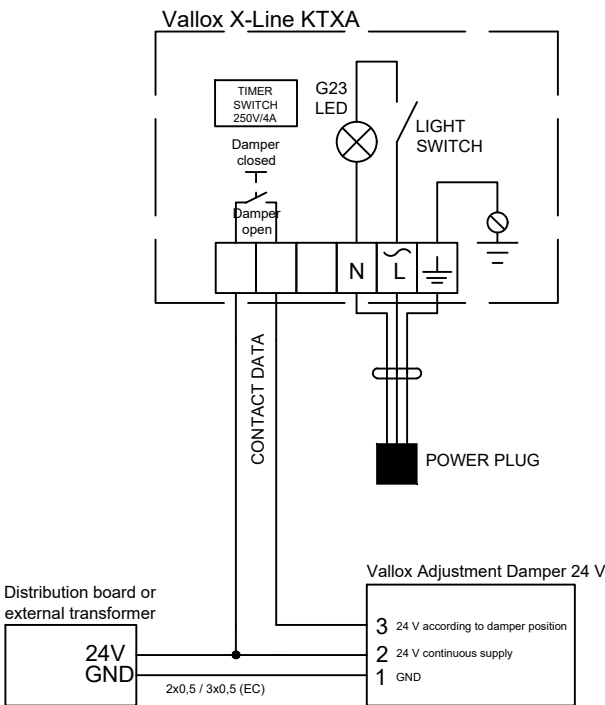 Vallox X-Line KTXA
TIMER
SWITCH
250V/4A
G23
LED
LIGHT
SWITCH
Damper
closed
Damper
open
N
L
CONTACT DATA
POWER PLUG
Vallox Adjustment Damper 24 V
Distribution board or
external transformer
3 24 V according to damper position
24V
2 24 V continuous supply
GND
1 GND
2x0,5 / 3x0,5 (EC)